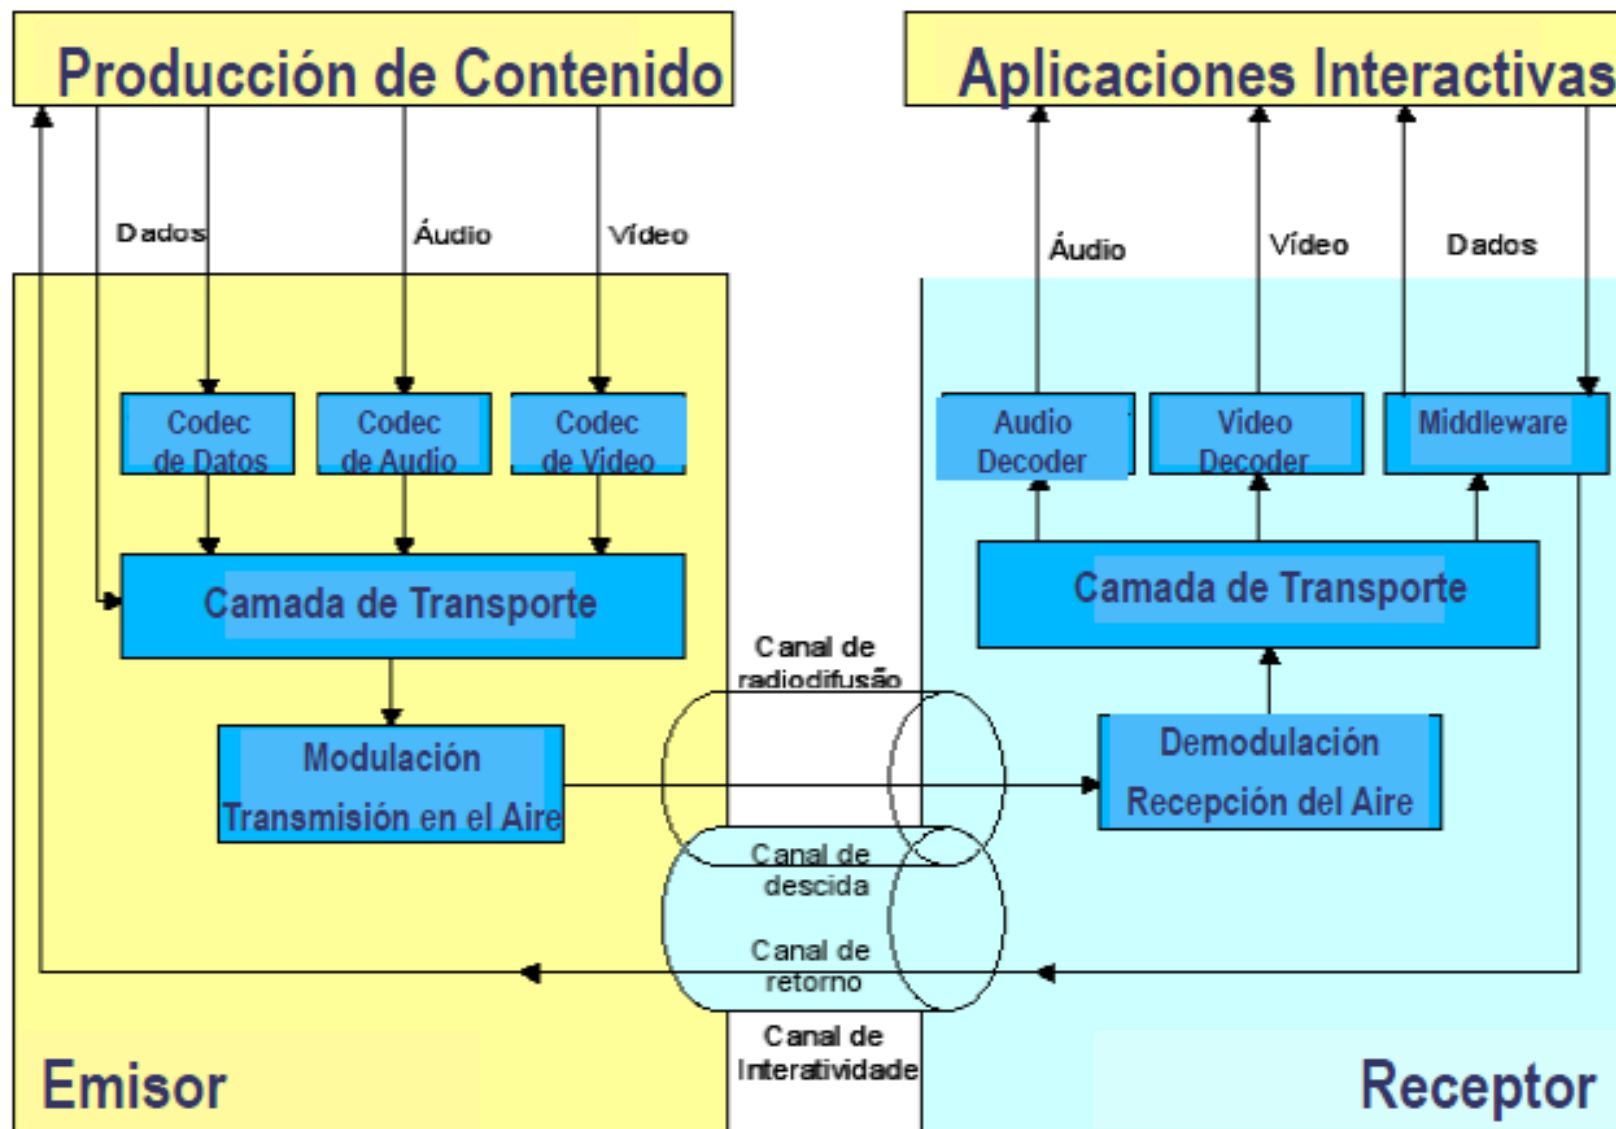 Producción de Contenido
Aplicaciones Interactivas
Dados
Áudio
Vídeo
Áudio
Vídeo
Dados
Codec
de Datos
Codec
de Audio
Codec
de Video
Audio
Decoder
Video
Decoder
Middleware
Camada de Transporte
Camada de Transporte
Canal de
radiodifusão
Modulación
Transmisión en el Aire
Demodulación
Recepción del Aire
Canal de
descida
Canal de
retorno
Canal de
Interatividade
Emisor
Receptor